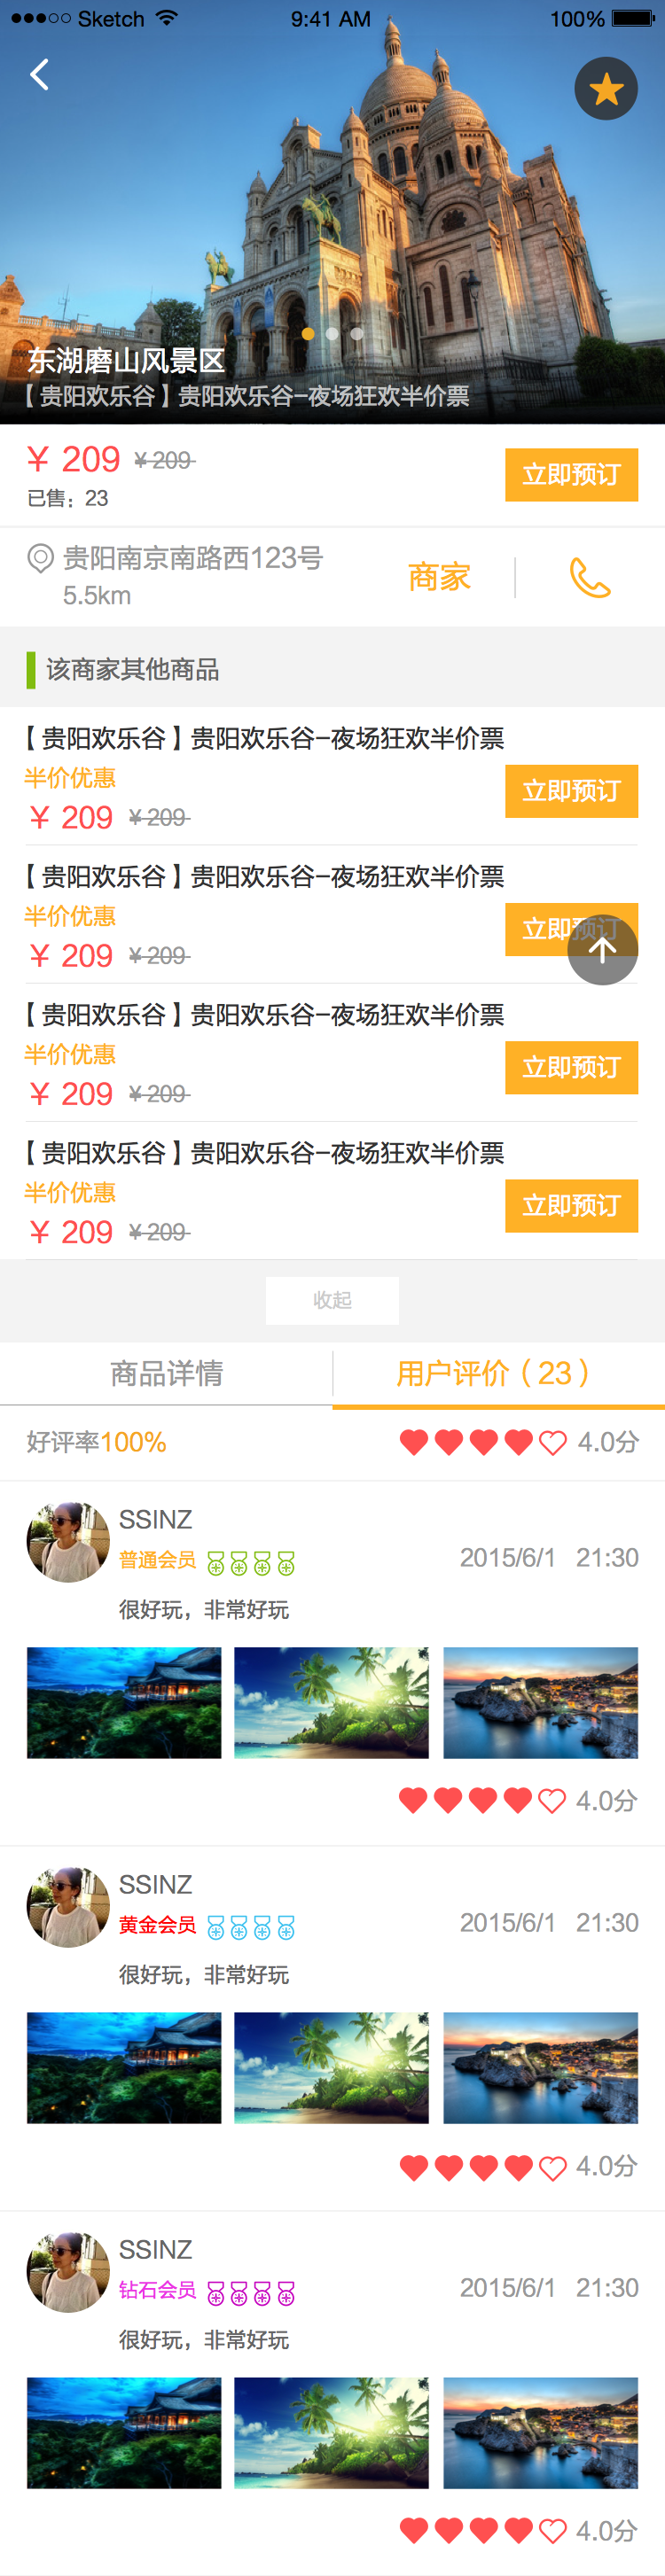 Sketch 9:41 AM 100%
东湖磨山风景区
【贵阳欢乐谷】贵阳欢乐谷-夜场狂欢半价票
¥ 209 ¥ 209
立即预订
已售：23
贵阳南京南路西123号
5.5km
商家
该商家其他商品
【贵阳欢乐谷】贵阳欢乐谷-夜场狂欢半价票
半价优惠
立即预订
¥ 209 ¥ 209
【贵阳欢乐谷】贵阳欢乐谷-夜场狂欢半价票
半价优惠
立即预订
¥ 209 ¥ 209
【贵阳欢乐谷】贵阳欢乐谷-夜场狂欢半价票
半价优惠
立即预订
¥ 209 ¥ 209
【贵阳欢乐谷】贵阳欢乐谷-夜场狂欢半价票
半价优惠
立即预订
¥ 209 ¥ 209
收起
商品详情 用户评价（23）
好评率100% 4.0分
SSINZ
普通会员 2015/6/1 21:30
很好玩，非常好玩
4.0分
SSINZ
黄金会员 2015/6/1 21:30
很好玩，非常好玩
4.0分
SSINZ
钻石会员 2015/6/1 21:30
很好玩，非常好玩
4.0分